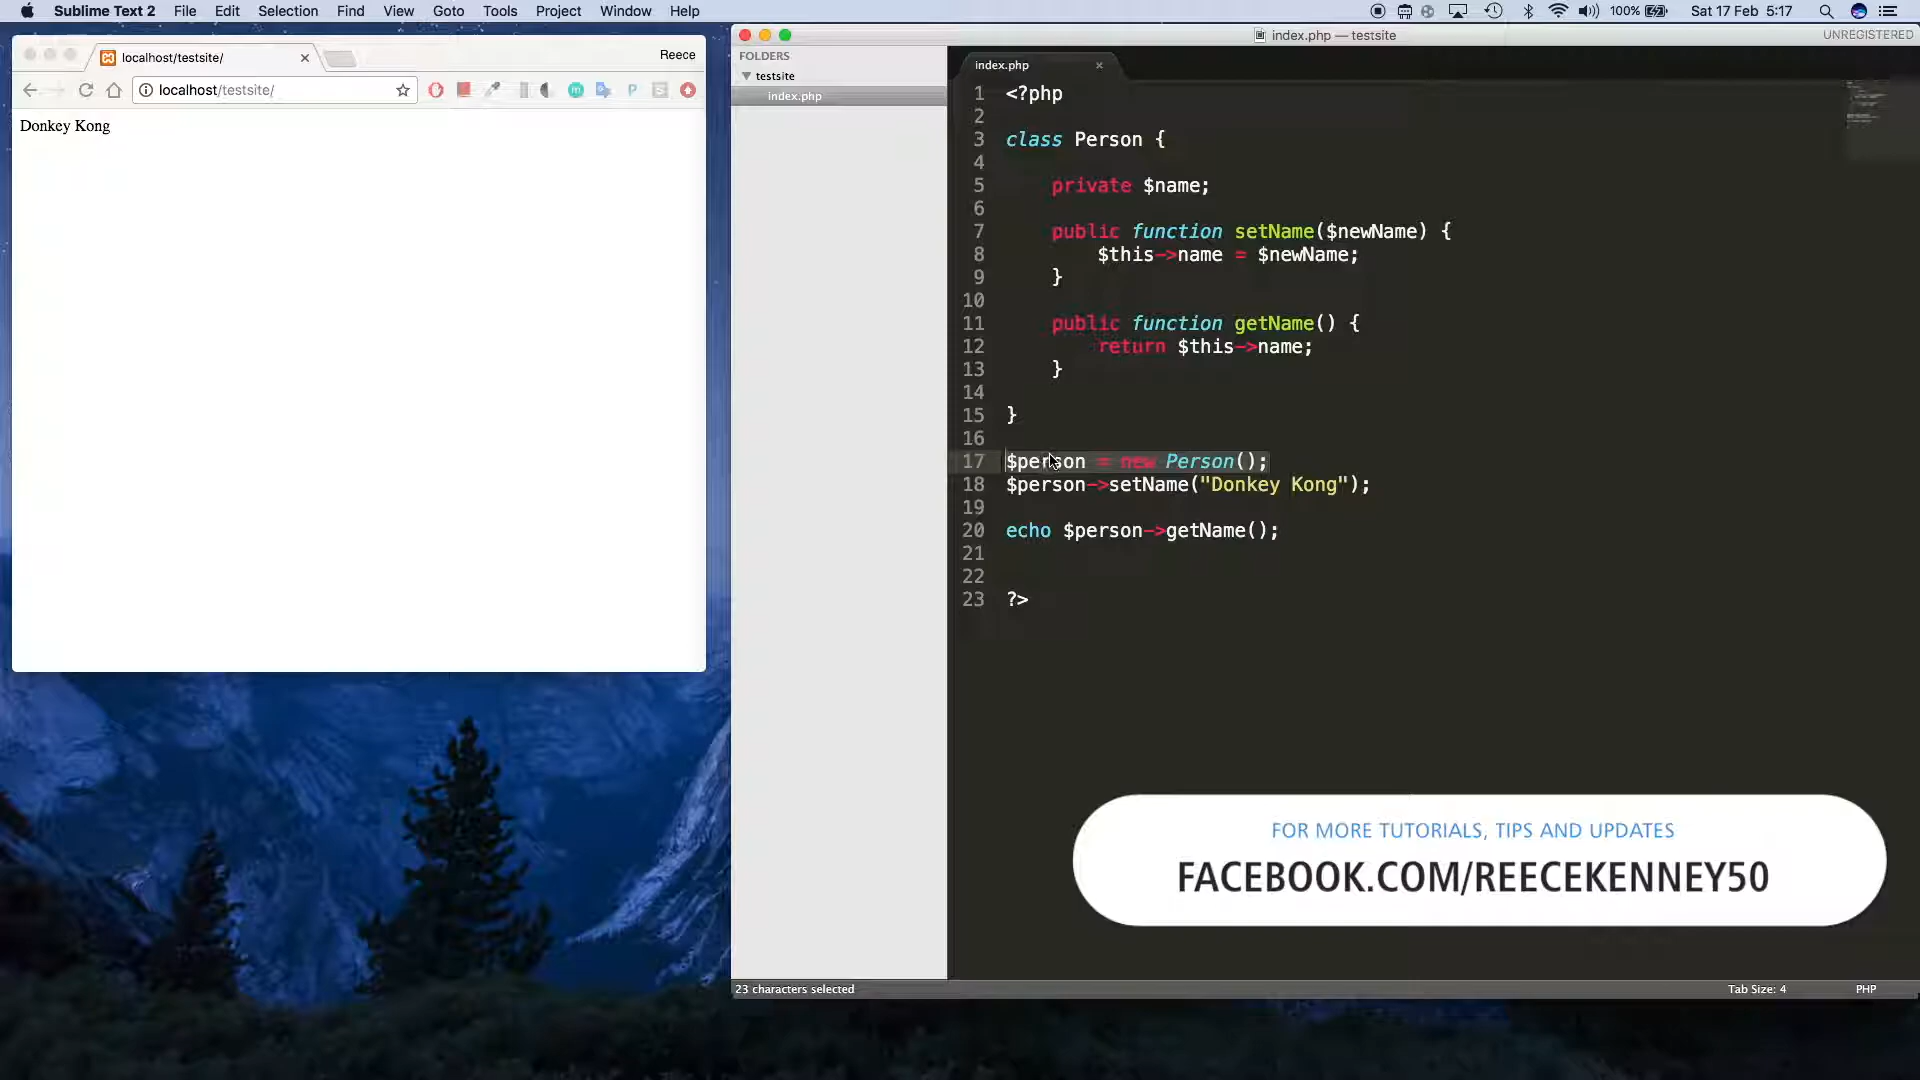 Sublime Text 2 File Edit Selection Find View Goto Tools Project Window Help 100% Sat 17 Feb 5:17
localhost/testsite/ Reece
localhost/testsite/
Donkey Kong
index.php — testsite UNREGISTERED
FOLDERS
testsite
index.php
index.php
1 <?php
2
3 class Person {
4
5 private $name;
6
7 public function setName($newName) {
8 $this->name = $newName;
9 }
10
11 public function getName() {
12 return $this->name;
13 }
14
15 }
16
17 $person = new Person();
18 $person->setName("Donkey Kong");
19
20 echo $person->getName();
21
22
23 ?>
FOR MORE TUTORIALS, TIPS AND UPDATES
FACEBOOK.COM/REECEKENNEY50
23 characters selected Tab Size: 4 PHP